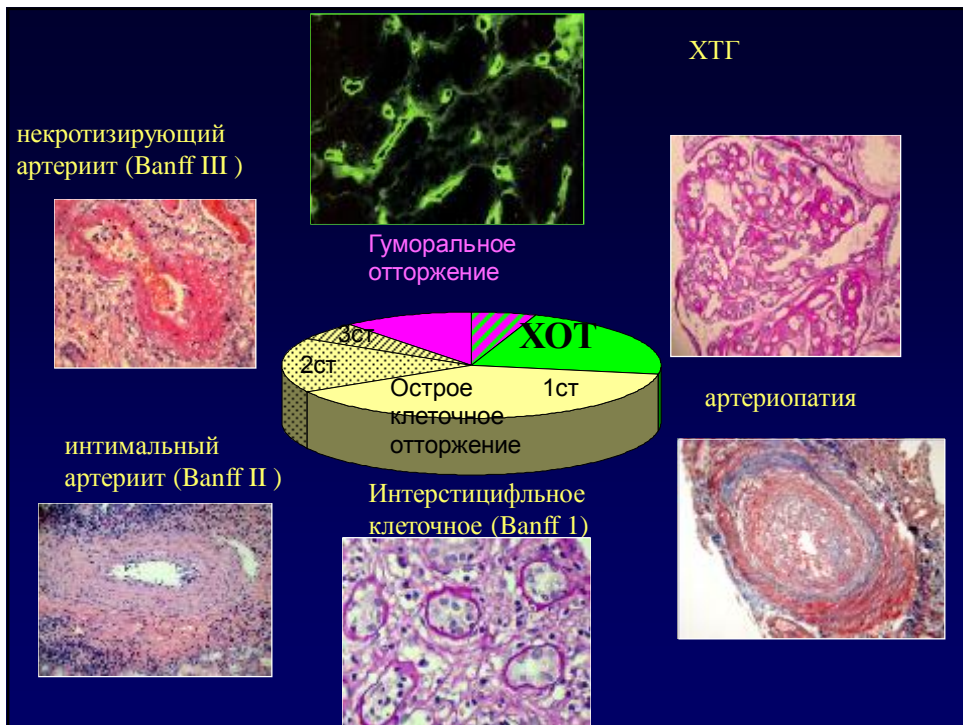 ХТГ
некротизирующий
артериит (Banff III )
Гуморальное
отторжение
3ст
ХОТ
2ст
Острое
клеточное
отторжение
1ст
артериопатия
интимальный
артериит (Banff II )
Интерстицифльное
клеточное (Banff 1)